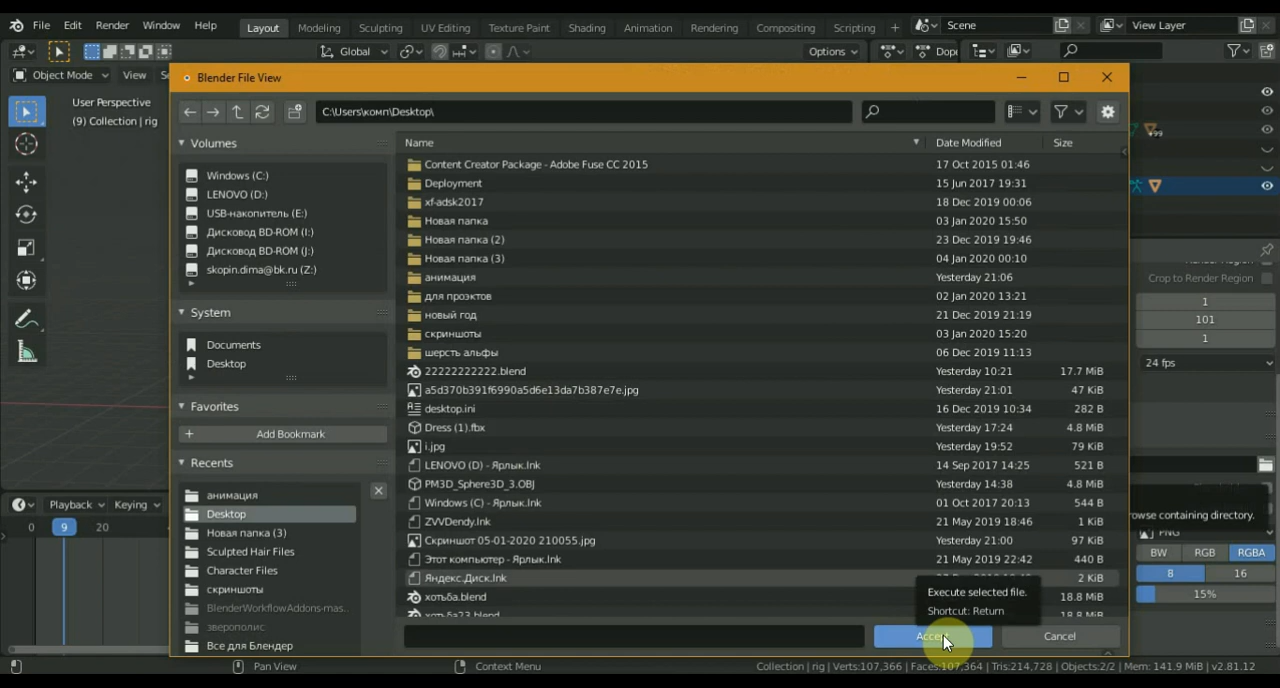 File Edit Render Window Help Layout Modeling Sculpting UV Editing Texture Paint Shading Animation Rendering Compositing Scripting + Scene View Layer
Global Options
Object Mode View
User Perspective
(9) Collection | rig
Blender File View
C:\Users\комп\Desktop\
Volumes
Windows (C:)
LENOVO (D:)
USB-накопитель (E:)
Дисковод BD-ROM (I:)
Дисковод BD-ROM (J:)
skopin.dima@bk.ru (Z:)
System
Documents
Desktop
Favorites
+ Add Bookmark
Recents
анимация
Desktop
Новая папка (3)
Sculpted Hair Files
Character Files
скриншоты
BlenderWorkflowAddons-mas..
зверополис
Все для Блендер
Name Date Modified Size
Content Creator Package - Adobe Fuse CC 2015 17 Oct 2015 01:46
Deployment 15 Jun 2017 19:31
xf-adsk2017 18 Dec 2019 00:06
Новая папка 03 Jan 2020 15:50
Новая папка (2) 23 Dec 2019 19:46
Новая папка (3) 04 Jan 2020 00:10
анимация Yesterday 21:06
для проэктов 02 Jan 2020 13:21
новый год 21 Dec 2019 21:19
скриншоты 03 Jan 2020 15:20
шерсть альфы 06 Dec 2019 11:13
22222222222.blend Yesterday 10:21 17.7 MiB
a5d370b391f6990a5d6e13da7b387e7e.jpg Yesterday 21:01 47 KiB
desktop.ini 16 Dec 2019 10:34 282 B
Dress (1).fbx Yesterday 17:24 4.8 MiB
i.jpg Yesterday 19:52 79 KiB
LENOVO (D) - Ярлык.lnk 14 Sep 2017 14:25 521 B
PM3D_Sphere3D_3.OBJ Yesterday 14:38 4.8 MiB
Windows (C) - Ярлык.lnk 01 Oct 2017 20:13 544 B
ZVVDendy.lnk 21 May 2019 18:46 1 KiB
Скриншот 05-01-2020 210055.jpg Yesterday 21:00 97 KiB
Этот компьютер - Ярлык.lnk 21 May 2019 22:42 440 B
Яндекс.Диск.lnk 2 KiB
хотьба.blend 18.8 MiB
хотьба23.blend 18.8 MiB
Execute selected file.
Shortcut: Return
Accept Cancel
+99
Render Region
Crop to Render Region
1
101
1
24 fps
rowse containing directory.
PNG
BW RGB RGBA
8 16
15%
Playback Keying
0 9 20
Pan View Context Menu Collection | rig | Verts:107,366 | Faces:107,364 | Tris:214,728 | Objects:2/2 | Mem: 141.9 MiB | v2.81.12